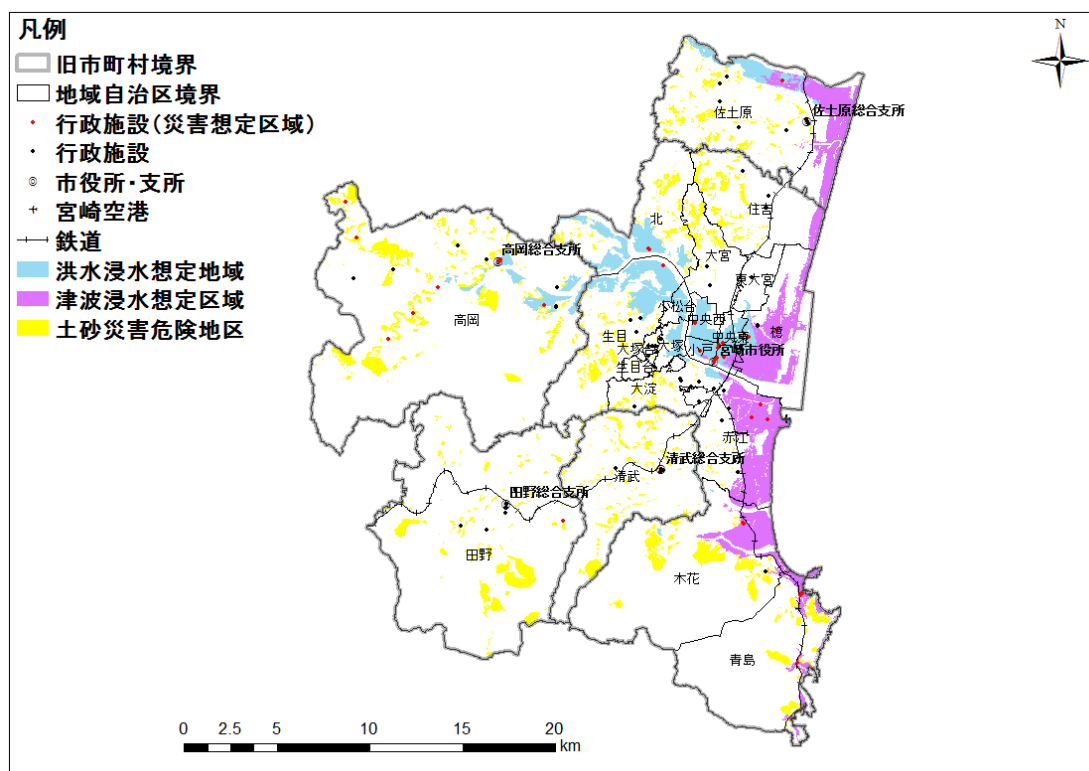 凡例
旧市町村境界
地域自治区境界
行政施設(災害想定区域)
行政施設
市役所・支所
宮崎空港
鉄道
洪水浸水想定地域
津波浸水想定区域
土砂災害危険地区
N
佐土原
佐土原総合支所
住吉
北
大宮
東大宮
高岡総合支所
高岡
小松台
中央西
中央東
檍
生目
大塚台
大塚
小戸
宮崎市役所
生目台
大淀
赤江
清武総合支所
清武
田野総合支所
田野
木花
青島
0 2.5 5 10 15 20
km